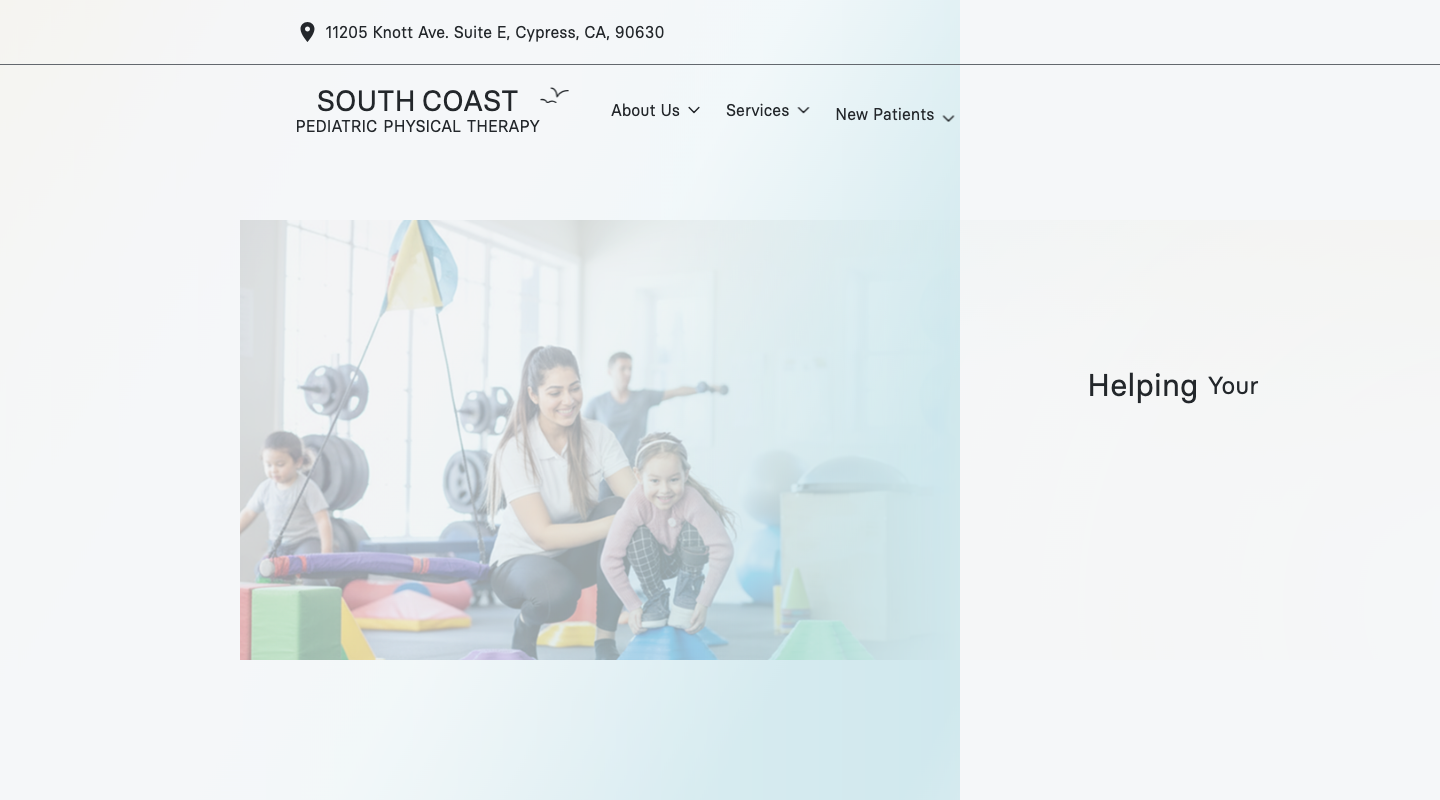 11205 Knott Ave. Suite E, Cypress, CA, 90630
SOUTH COAST
PEDIATRIC PHYSICAL THERAPY
About Us
Services
New Patients
Helping Your